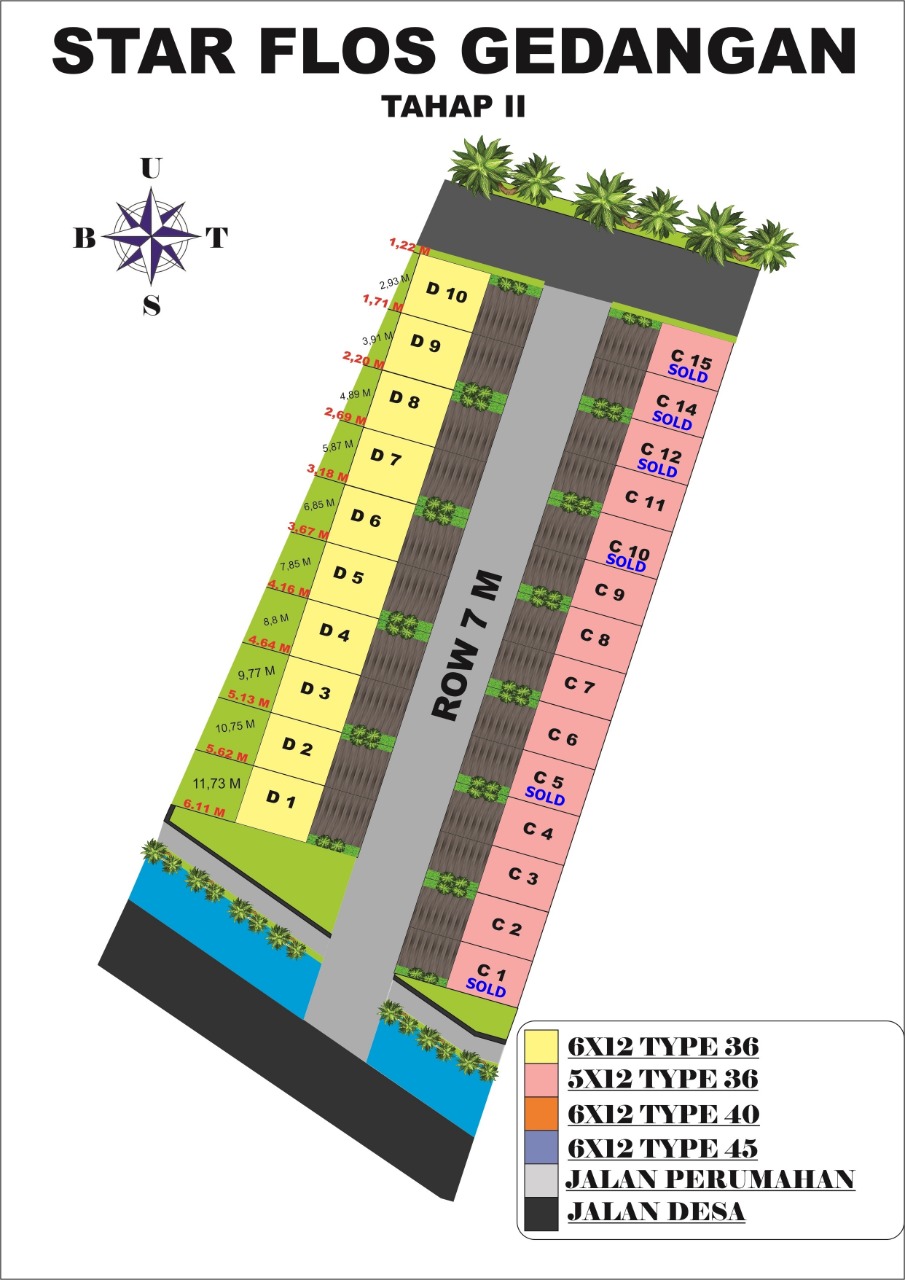 STAR FLOS GEDANGAN
TAHAP II
U
B
T
S
1,22 M
2,93 M
1,71 M
3,91 M
2,20 M
4,89 M
2,69 M
5,87 M
3,18 M
6,85 M
3,67 M
7,85 M
4,16 M
8,8 M
4,64 M
9,77 M
5,13 M
10,75 M
5,62 M
11,73 M
6,11 M
D 10
D 9
D 8
D 7
D 6
D 5
D 4
D 3
D 2
D 1
ROW 7 M
C 15
SOLD
C 14
SOLD
C 12
SOLD
C 11
C 10
SOLD
C 9
C 8
C 7
C 6
C 5
SOLD
C 4
C 3
C 2
C 1
SOLD
6X12 TYPE 36
5X12 TYPE 36
6X12 TYPE 40
6X12 TYPE 45
JALAN PERUMAHAN
JALAN DESA